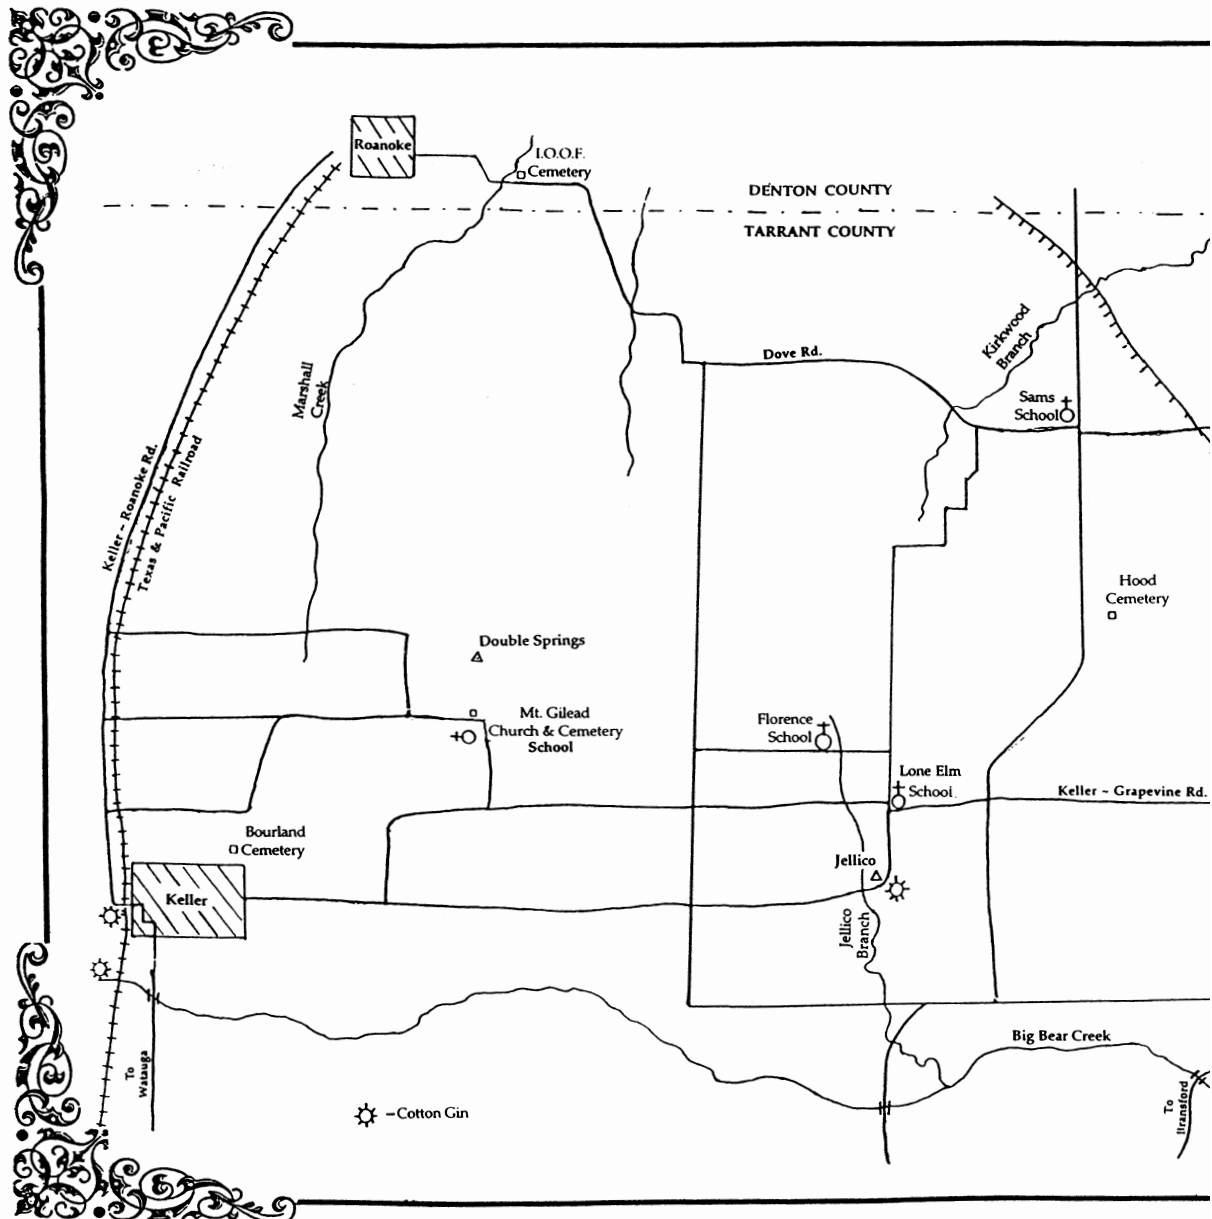 Roanoke
I.O.O.F.
Cemetery
DENTON COUNTY
TARRANT COUNTY
Kirkwood
Branch
Dove Rd.
Marshall
Creek
Sams
School
Keller - Roanoke Rd.
Texas & Pacific Railroad
Hood
Cemetery
Double Springs
Mt. Gilead
Church & Cemetery
School
Florence
School
Lone Elm
School
Keller - Grapevine Rd.
Bourland
Cemetery
Jellico
Keller
Jellico
Branch
Big Bear Creek
To
Watauga
To
Bransford
-Cotton Gin